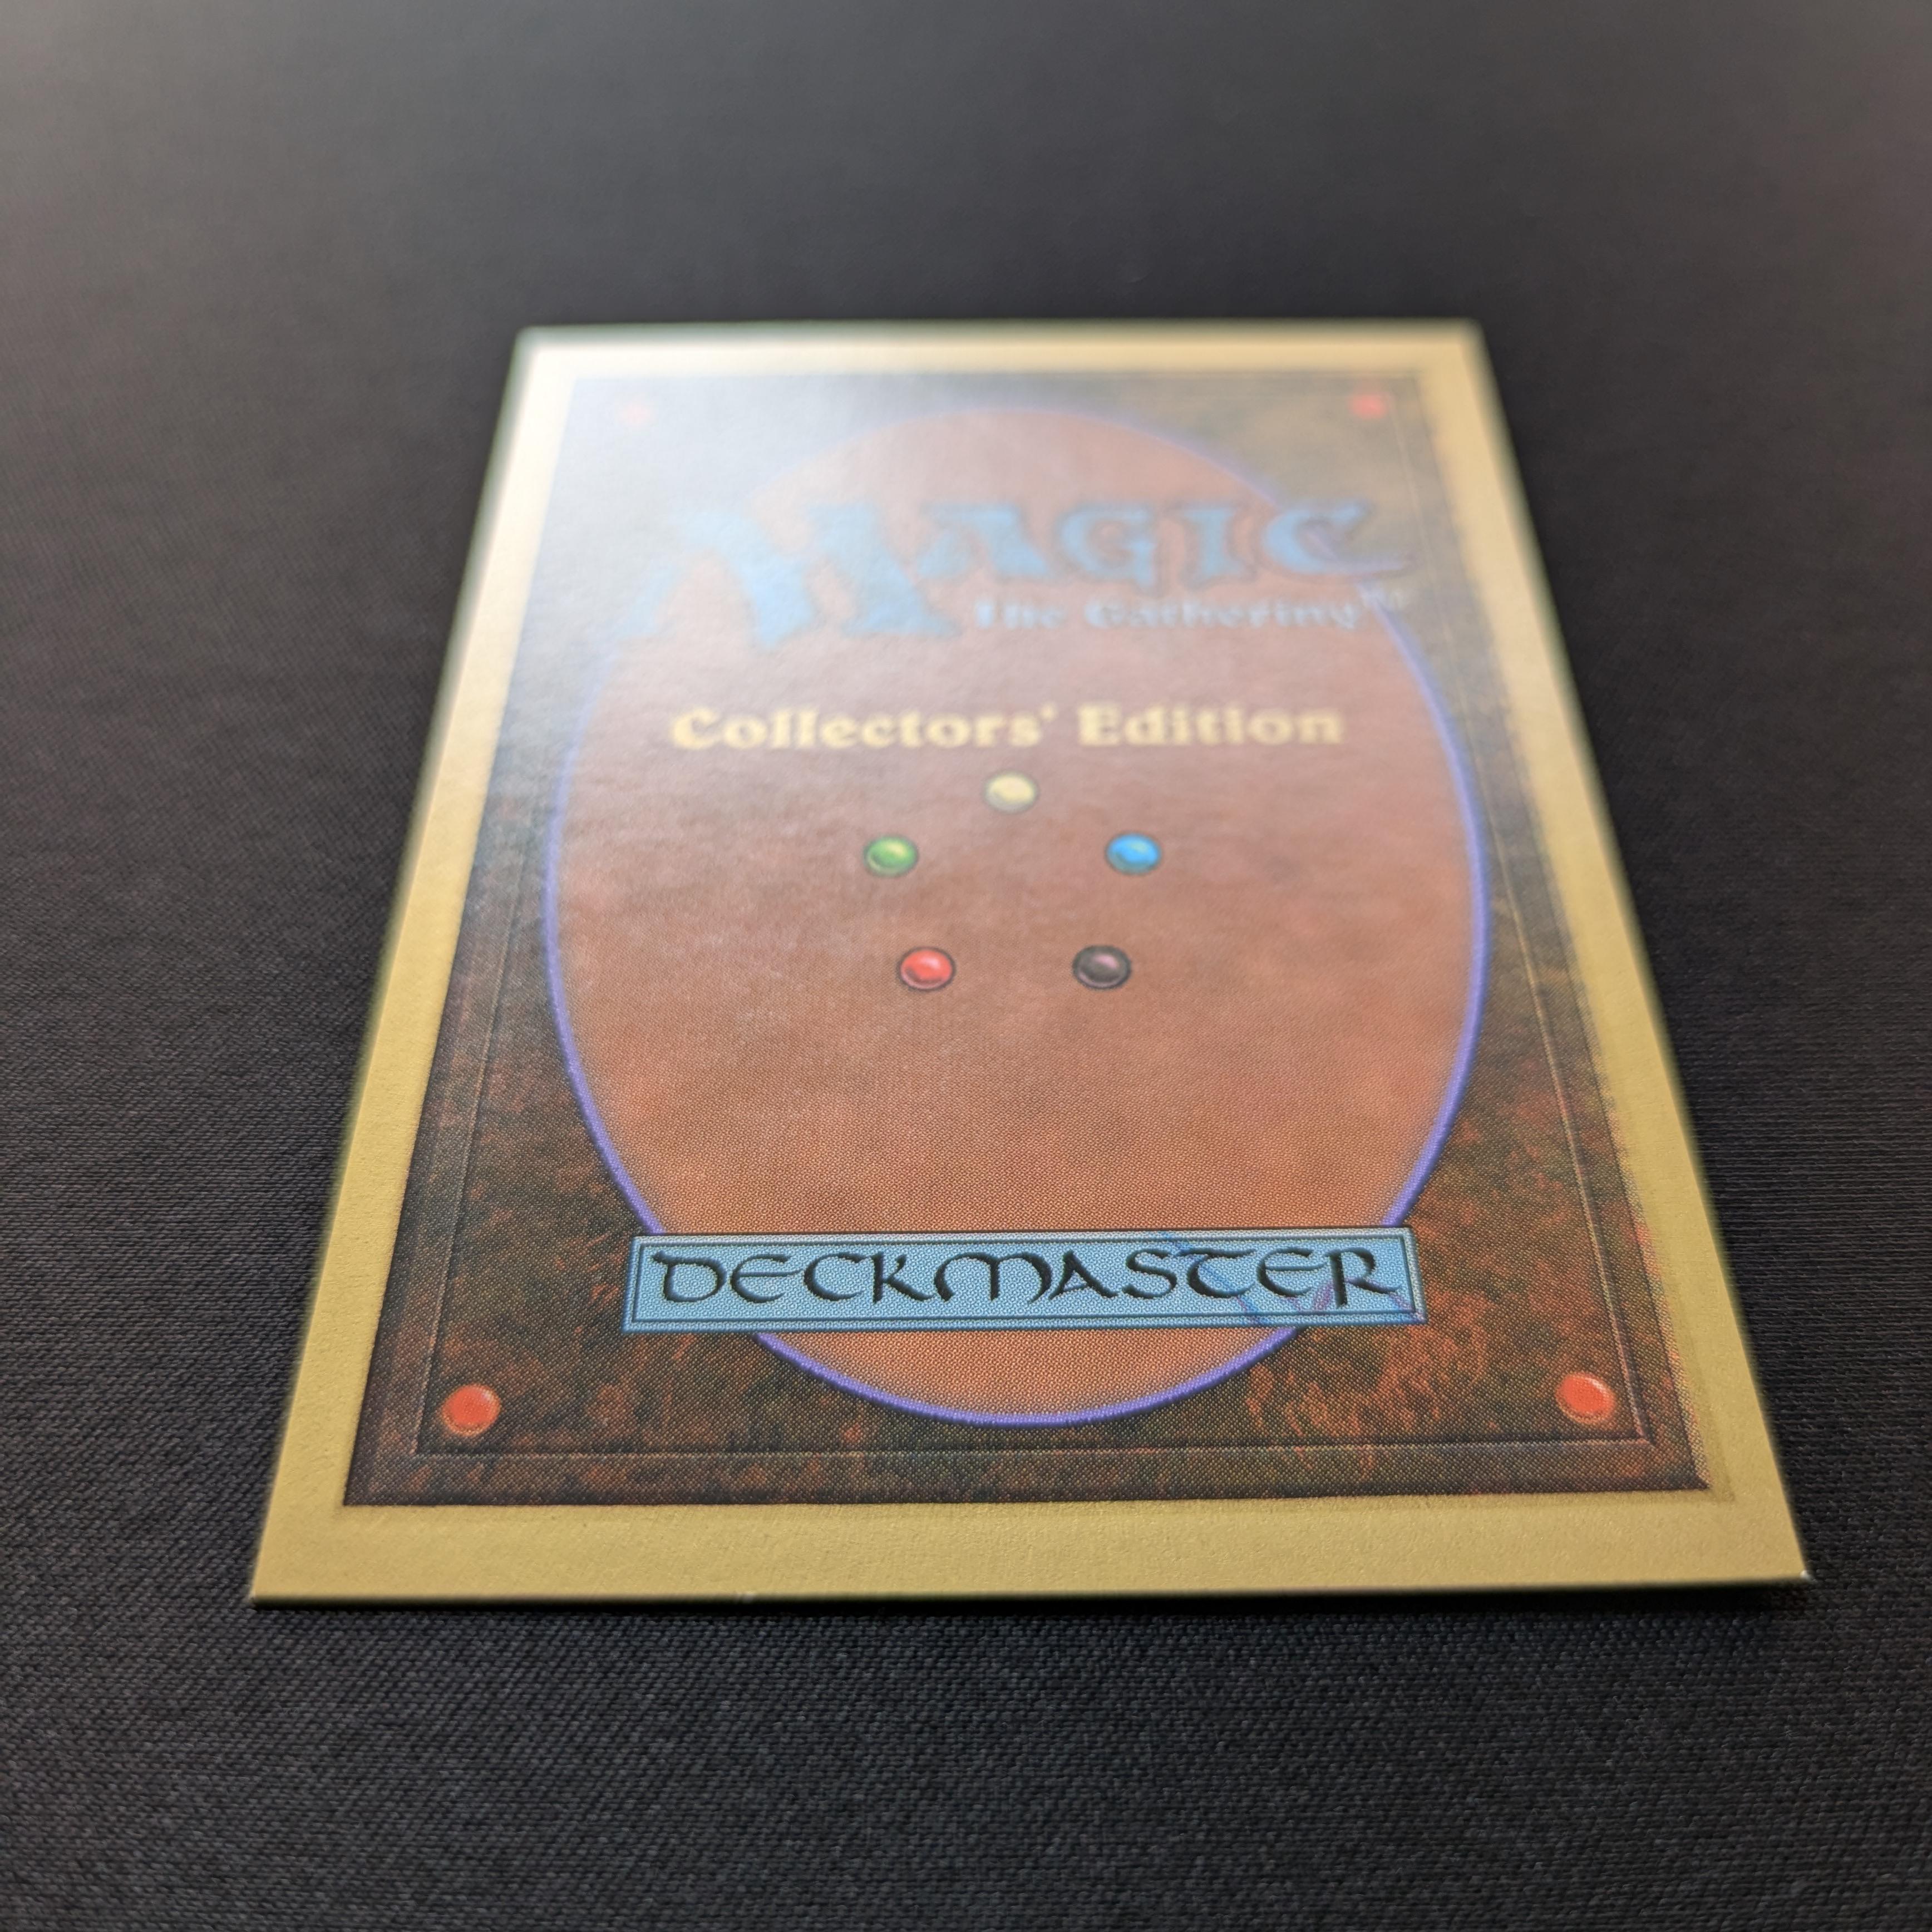 MAGIC
The Gathering™
Collectors' Edition
DECKMASTER